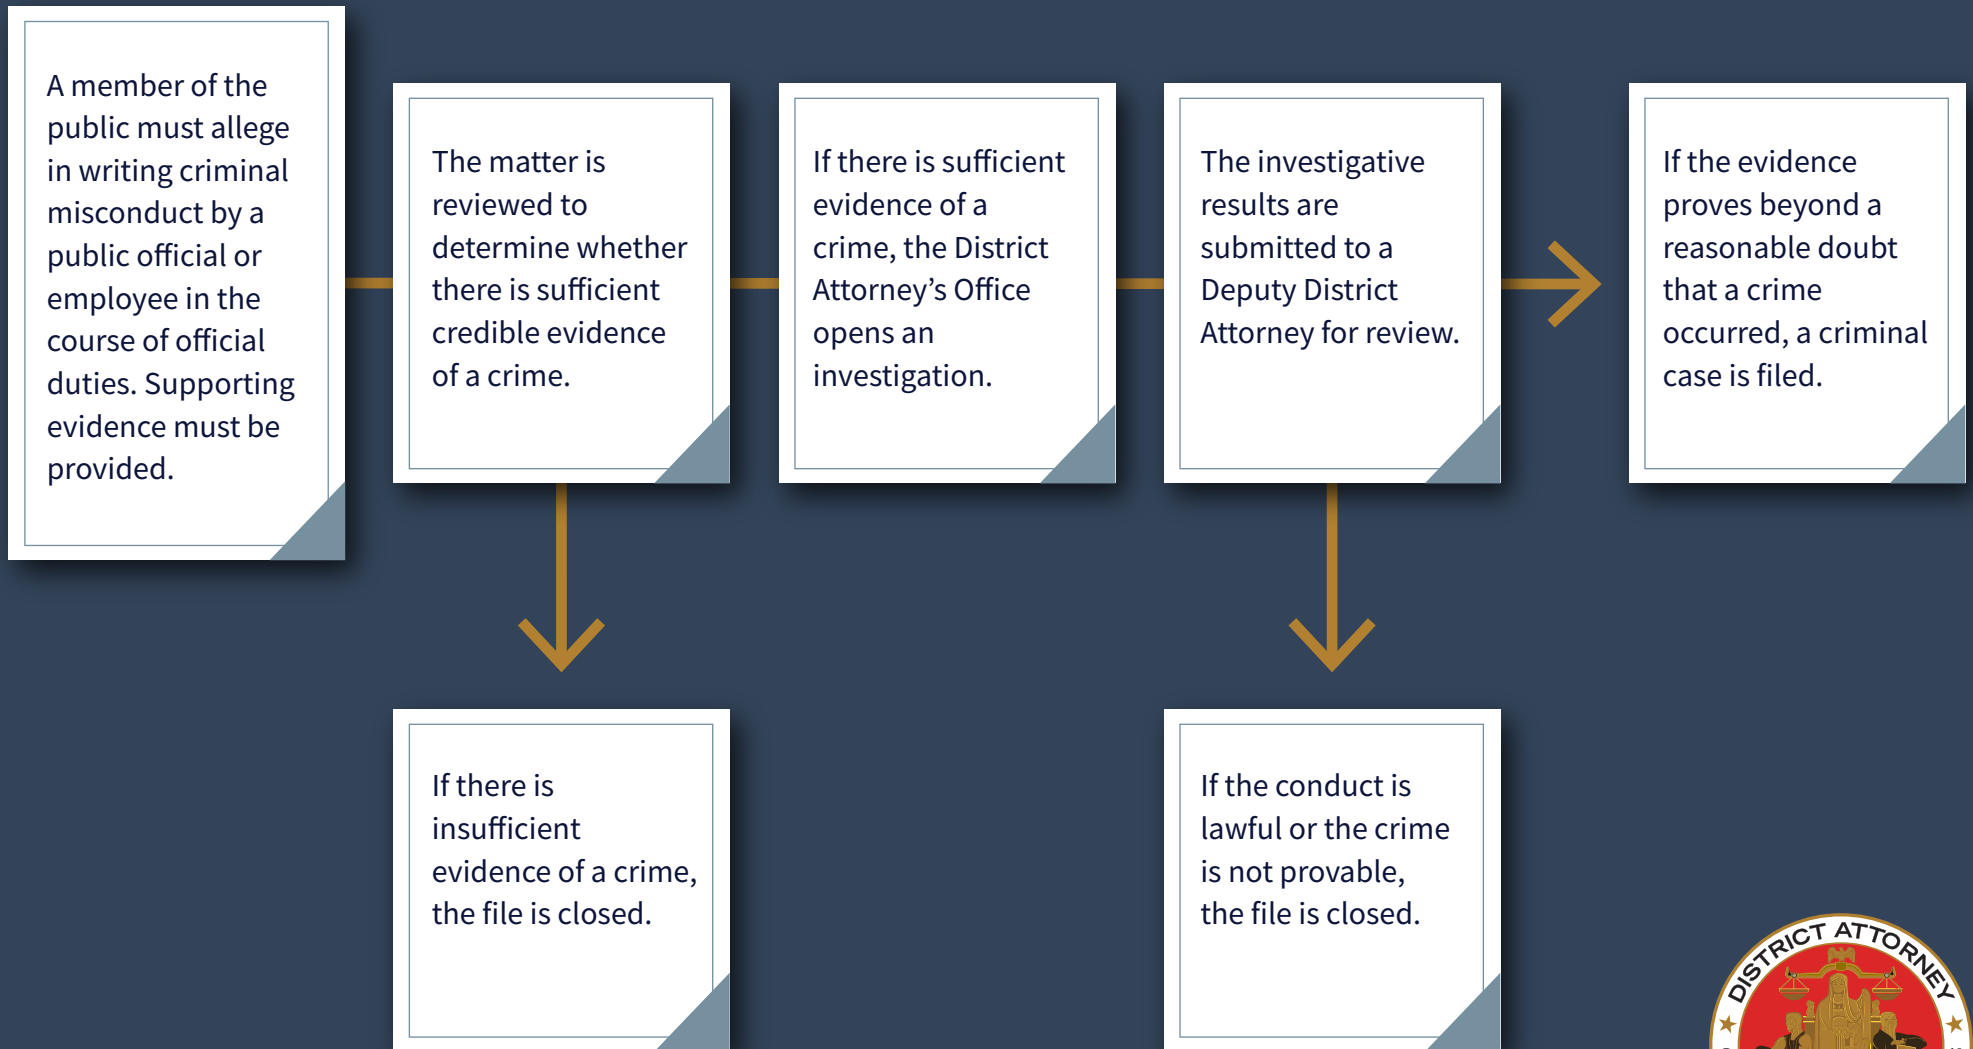 A member of the
public must allege
in writing criminal
misconduct by a
public official or
employee in the
course of official
duties. Supporting
evidence must be
provided.
The matter is
reviewed to
determine whether
there is sufficient
credible evidence
of a crime.
If there is sufficient
evidence of a
crime, the District
Attorney’s Office
opens an
investigation.
The investigative
results are
submitted to a
Deputy District
Attorney for review.
If the evidence
proves beyond a
reasonable doubt
that a crime
occurred, a criminal
case is filed.
If there is
insufficient
evidence of a crime,
the file is closed.
If the conduct is
lawful or the crime
is not provable,
the file is closed.
DISTRICT ATTORNEY